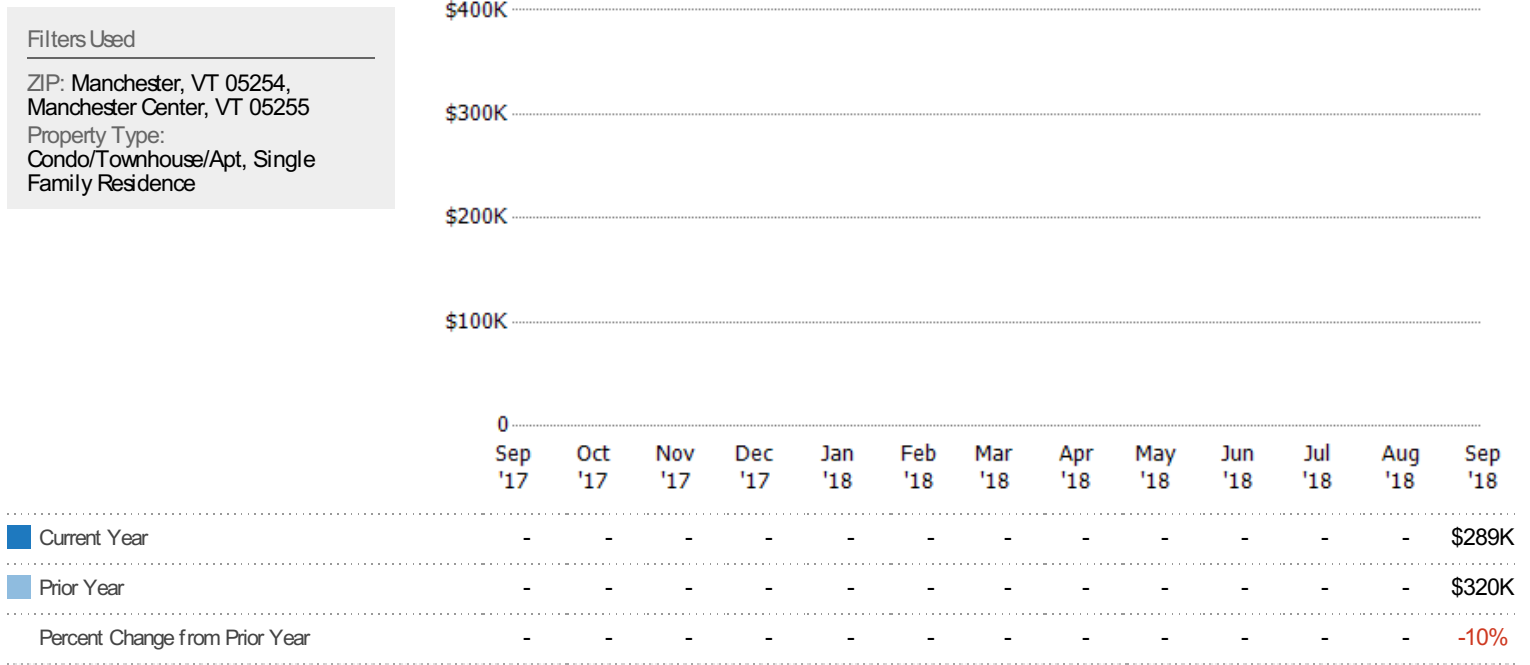 Filters Used
ZIP: Manchester, VT 05254,
Manchester Center, VT 05255
Property Type:
Condo/Townhouse/Apt, Single
Family Residence
$400K
$300K
$200K
$100K
0
Sep Oct Nov Dec Jan Feb Mar Apr May Jun Jul Aug Sep
'17 '17 '17 '17 '18 '18 '18 '18 '18 '18 '18 '18 '18
Current Year - - - - - - - - - - - - $289K
Prior Year - - - - - - - - - - - - $320K
Percent Change from Prior Year - - - - - - - - - - - - -10%